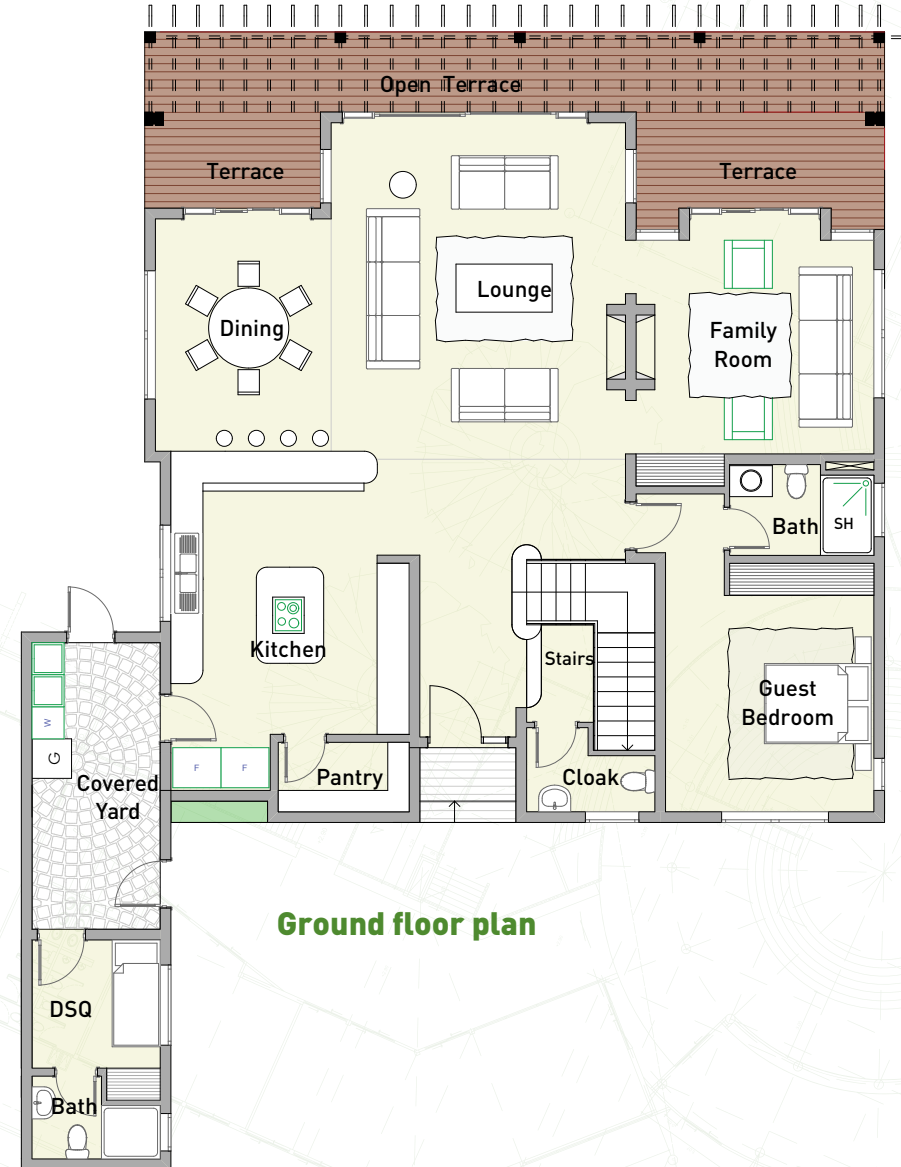 Open Terrace
Terrace
Terrace
Lounge
Dining
Family
Room
Bath
SH
Kitchen
Stairs
Guest
Bedroom
W
G
F
F
Pantry
Cloak
Covered
Yard
Ground floor plan
DSQ
Bath